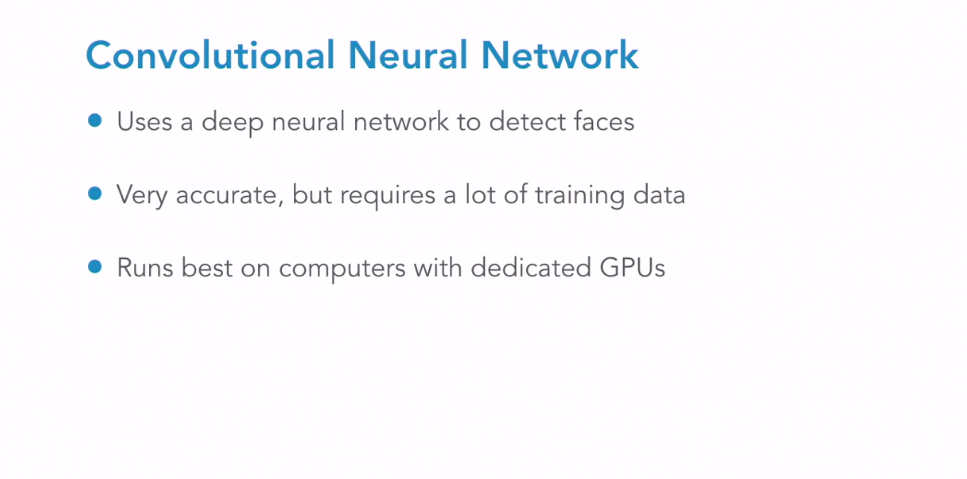 Convolutional Neural Network
● Uses a deep neural network to detect faces
● Very accurate, but requires a lot of training data
● Runs best on computers with dedicated GPUs